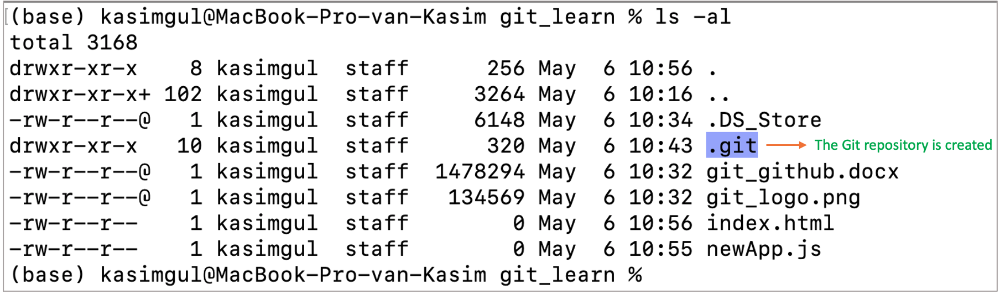 (base) kasimgul@MacBook-Pro-van-Kasim git_learn % ls -al
total 3168
drwxr-xr-x    8 kasimgul  staff      256 May  6 10:56 .
drwxr-xr-x+ 102 kasimgul  staff     3264 May  6 10:16 ..
-rw-r--r--@   1 kasimgul  staff     6148 May  6 10:34 .DS_Store
drwxr-xr-x   10 kasimgul  staff      320 May  6 10:43 .git The Git repository is created
-rw-r--r--@   1 kasimgul  staff  1478294 May  6 10:32 git_github.docx
-rw-r--r--@   1 kasimgul  staff   134569 May  6 10:32 git_logo.png
-rw-r--r--    1 kasimgul  staff        0 May  6 10:56 index.html
-rw-r--r--    1 kasimgul  staff        0 May  6 10:55 newApp.js
(base) kasimgul@MacBook-Pro-van-Kasim git_learn %